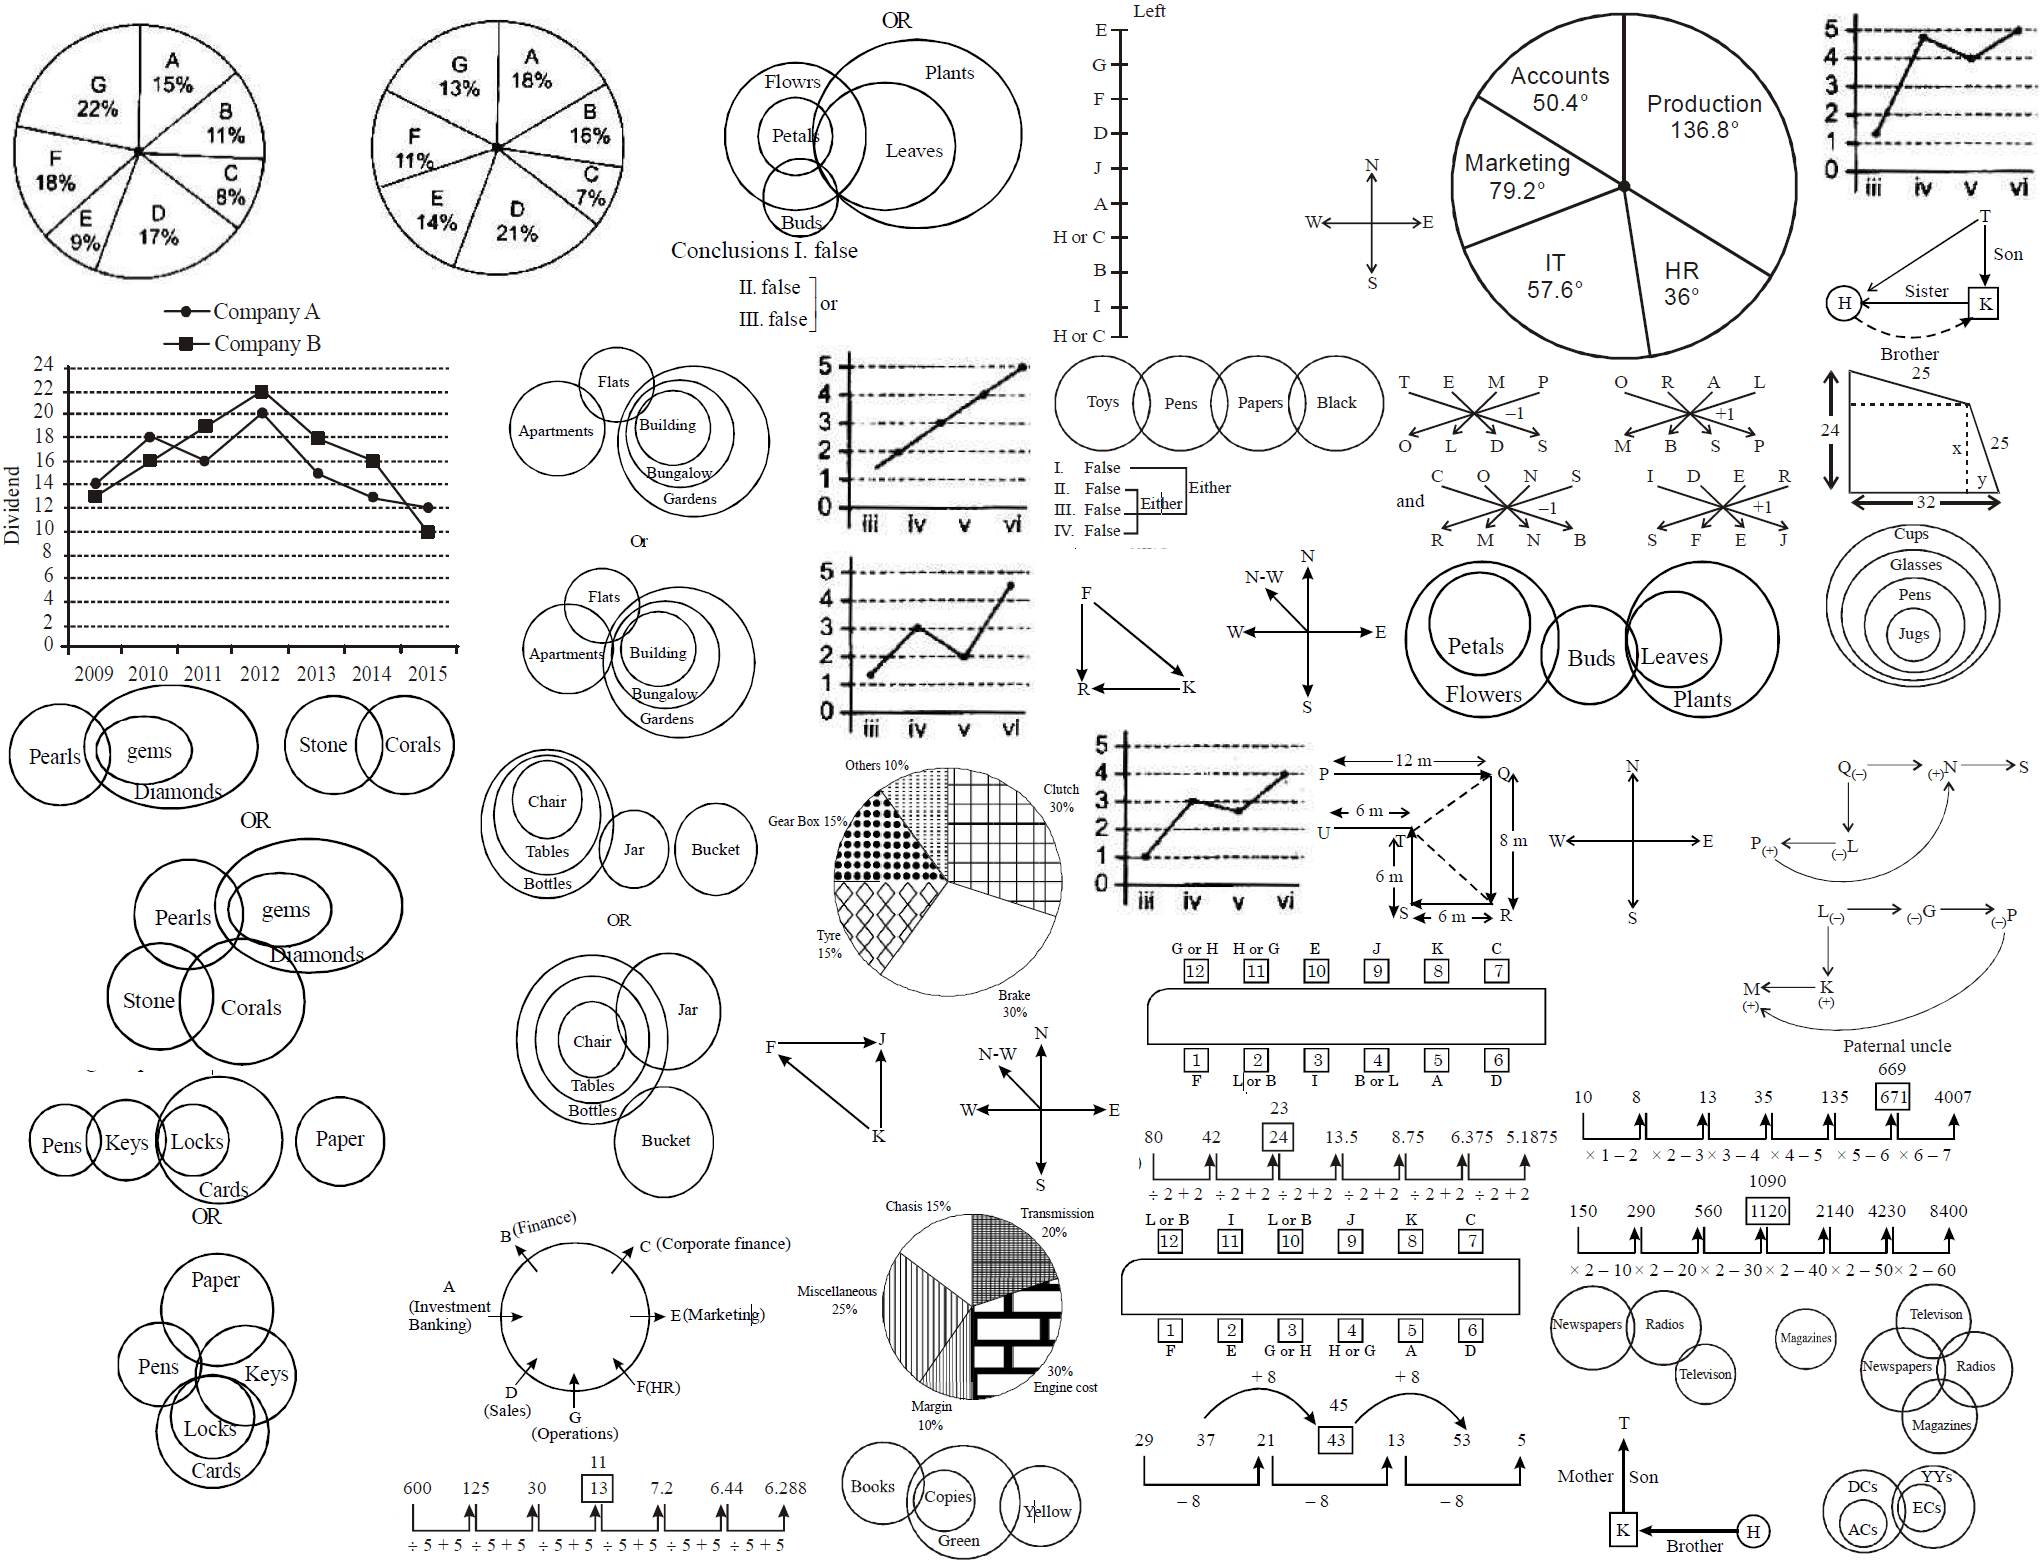 G 22%
A 15%
B 11%
C 8%
D 17%
E 9%
F 18%
G 13%
A 18%
B 16%
C 7%
D 21%
E 14%
F 11%
OR
Flowrs
Plants
Petals
Leaves
Buds
Conclusions I. false
II. false
III. false
or
Left
E
G
F
D
J
A
H or C
B
I
H or C
N
W E
S
Accounts 50.4°
Production 136.8°
Marketing 79.2°
IT 57.6°
HR 36°
5
4
3
2
1
0
iii iv v vi
T
Son
H Sister K
Brother
Company A
Company B
Dividend
24
22
20
18
16
14
12
10
8
6
4
2
0
2009 2010 2011 2012 2013 2014 2015
Flats
Apartments
Building
Bungalow
Gardens
Or
Flats
Apartments
Building
Bungalow
Gardens
5
4
3
2
1
0
iii iv v vi
5
4
3
2
1
0
iii iv v vi
Toys Pens Papers Black
I. False
II. False
III. False
IV. False
Either
Either
T E M P
–1
O L D S
O R A L
+1
M B S P
and
C O N S
–1
R M N B
I D E R
+1
S F E J
25
24
x
25
y
32
Cups
Glasses
Pens
Jugs
F
R K
N
N-W
W E
S
Petals
Flowers
Buds
Leaves
Plants
Pearls gems
Diamonds
Stone Corals
OR
Pearls gems
Diamonds
Stone Corals
Chair
Tables
Bottles
Jar
Bucket
OR
Chair
Tables
Bottles
Jar
Bucket
Others 10%
Clutch 30%
Gear Box 15%
Tyre 15%
Brake 30%
5
4
3
2
1
0
iii iv v vi
12 m
P Q
6 m
U T
8 m
6 m
S 6 m R
N
W E
S
Q(–) (+)N S
P(+) (–)L
L(–) (–)G (–)P
M K
(+) (+)
Paternal uncle
G or H H or G E J K C
12 11 10 9 8 7
1 2 3 4 5 6
F L or B I B or L A D
F J
K
N
N-W
W E
S
Pens Keys Locks
Cards
Paper
OR
Paper
Pens Keys
Locks
Cards
23
80 42 24 13.5 8.75 6.375 5.1875
÷ 2 + 2 ÷ 2 + 2 ÷ 2 + 2 ÷ 2 + 2 ÷ 2 + 2 ÷ 2 + 2
669
10 8 13 35 135 671 4007
× 1 – 2 × 2 – 3 × 3 – 4 × 4 – 5 × 5 – 6 × 6 – 7
1090
150 290 560 1120 2140 4230 8400
× 2 – 10 × 2 – 20 × 2 – 30 × 2 – 40 × 2 – 50 × 2 – 60
B (Finance)
C (Corporate finance)
A
(Investment Banking)
E (Marketing)
D
(Sales)
G
(Operations)
F(HR)
Chasis 15%
Transmission 20%
Miscellaneous 25%
30%
Engine cost
Margin 10%
L or B I L or B J K C
12 11 10 9 8 7
1 2 3 4 5 6
F E G or H H or G A D
Newspapers Radios
Televison
Magazines
Televison
Newspapers Radios
Magazines
+ 8 + 8
45
29 37 21 43 13 53 5
– 8 – 8 – 8
11
600 125 30 13 7.2 6.44 6.288
÷ 5 + 5 ÷ 5 + 5 ÷ 5 + 5 ÷ 5 + 5 ÷ 5 + 5 ÷ 5 + 5
Books
Copies
Green
Yellow
T
Mother Son
K H
Brother
DCs
ACs
YYs
ECs